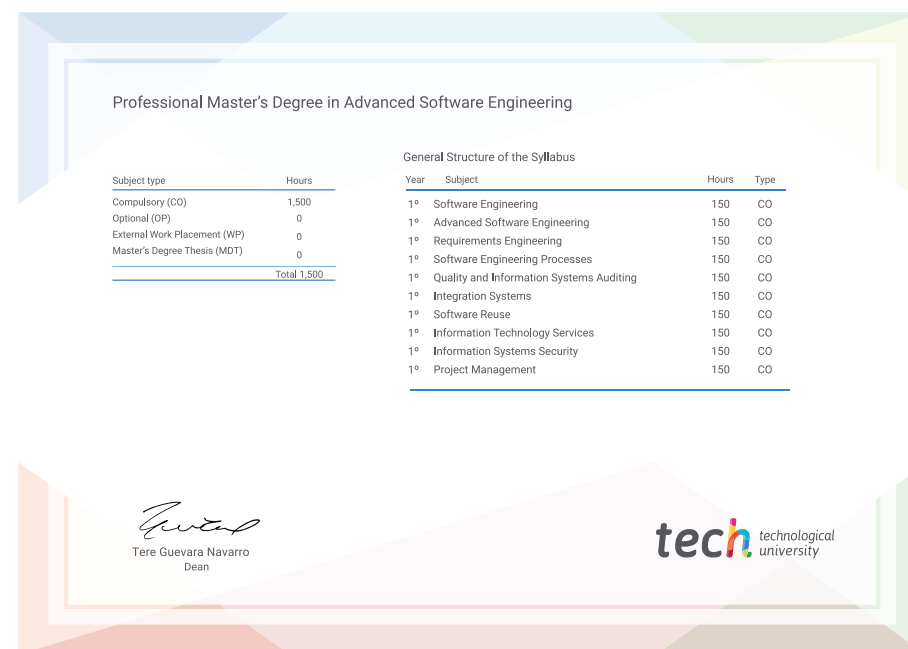 Professional Master's Degree in Advanced Software Engineering
Subject type Hours
Compulsory (CO) 1,500
Optional (OP) 0
External Work Placement (WP) 0
Master's Degree Thesis (MDT) 0
Total 1,500
General Structure of the Syllabus
Year Subject Hours Type
1º Software Engineering 150 CO
1º Advanced Software Engineering 150 CO
1º Requirements Engineering 150 CO
1º Software Engineering Processes 150 CO
1º Quality and Information Systems Auditing 150 CO
1º Integration Systems 150 CO
1º Software Reuse 150 CO
1º Information Technology Services 150 CO
1º Information Systems Security 150 CO
1º Project Management 150 CO
Tere Guevara Navarro
Dean
tech technological
university